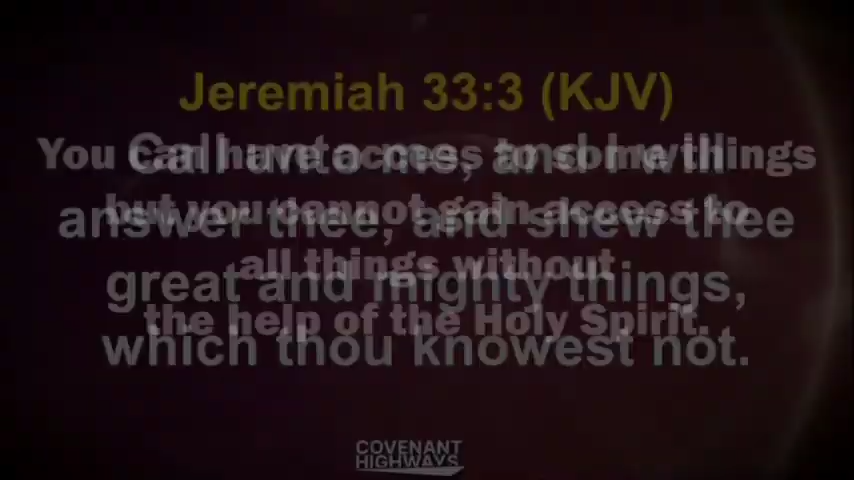 Jeremiah 33:3 (KJV)
Call unto me, and I will
answer thee, and shew thee
great and mighty things,
which thou knowest not.
You can have access to some things
but you cannot gain access to
all things without
the help of the Holy Spirit.
COVENANT
HIGHWAYS